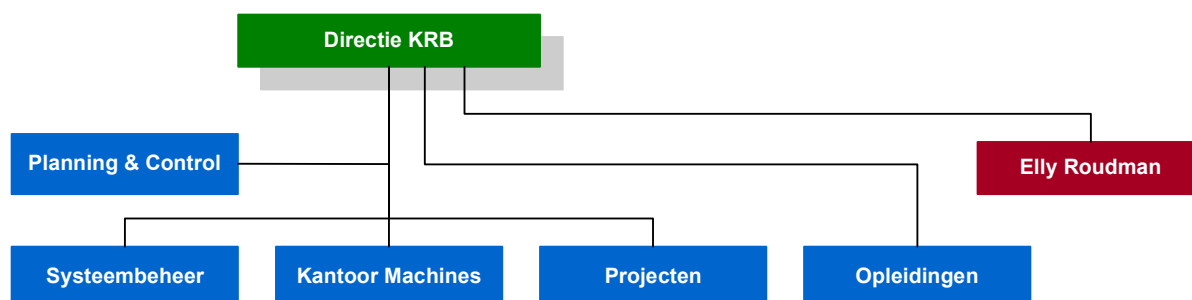 Directie KRB
Planning & Control
Elly Roudman
Systeembeheer
Kantoor Machines
Projecten
Opleidingen